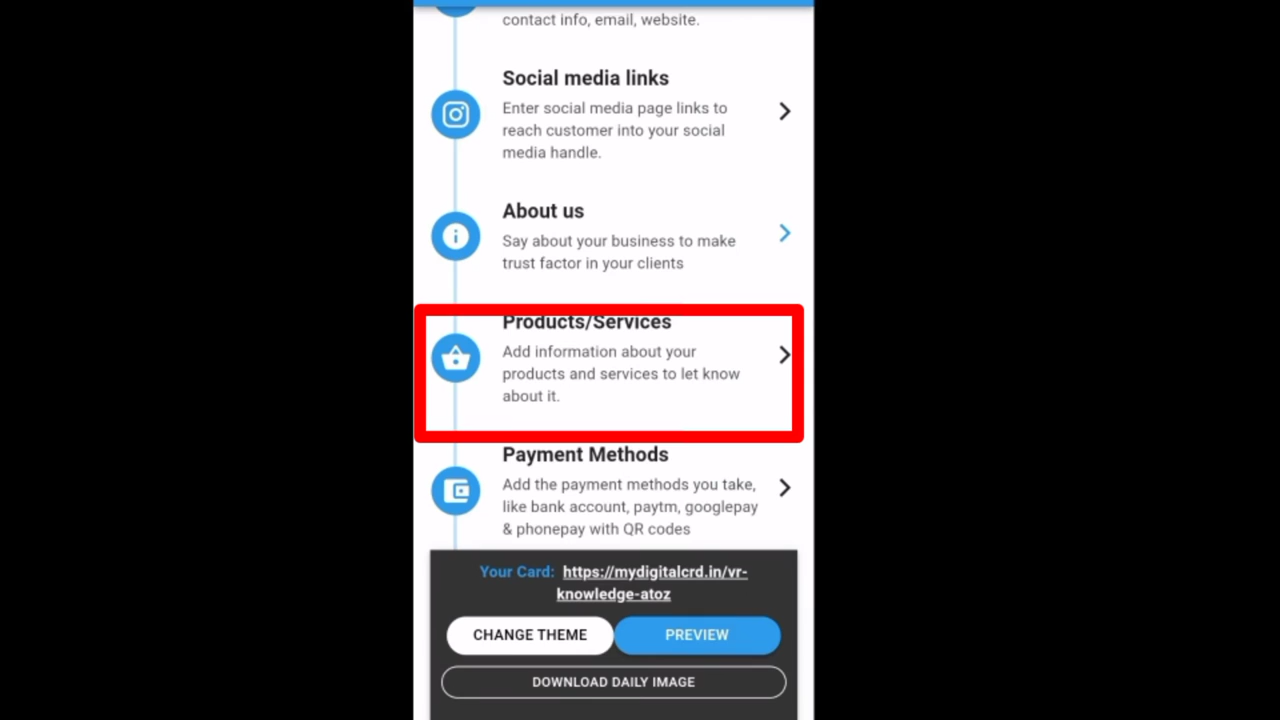 contact info, email, website.
Social media links
Enter social media page links to
reach customer into your social
media handle.
About us
Say about your business to make
trust factor in your clients
Products/Services
Add information about your
products and services to let know
about it.
Payment Methods
Add the payment methods you take,
like bank account, paytm, googlepay
& phonepay with QR codes
Your Card: https://mydigitalcrd.in/vr-
knowledge-atoz
CHANGE THEME PREVIEW
DOWNLOAD DAILY IMAGE